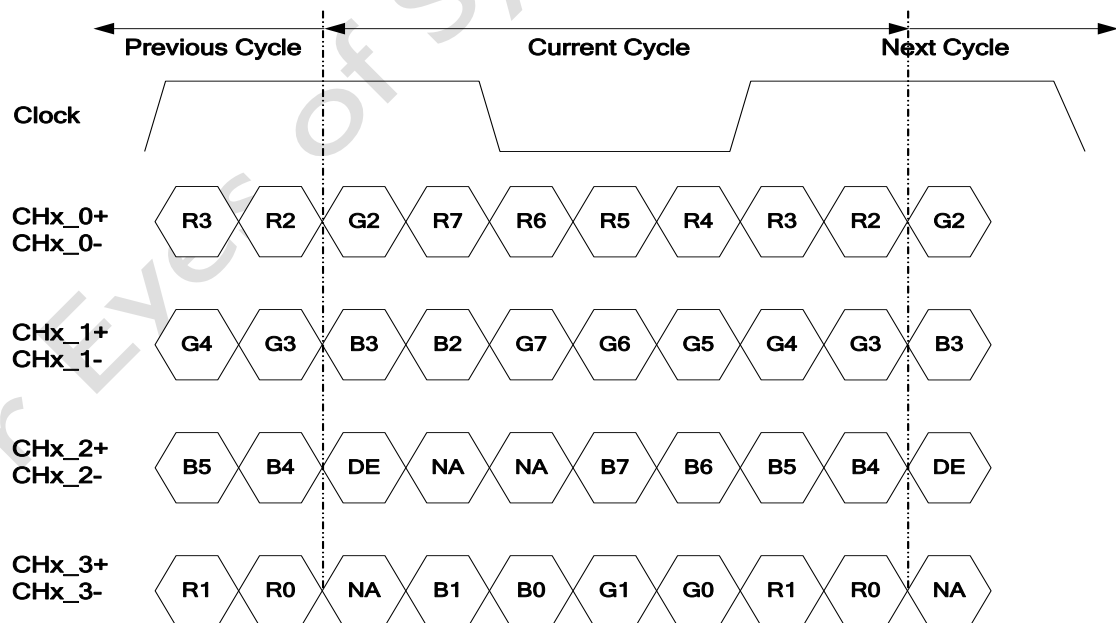 Previous Cycle Current Cycle Next Cycle
Clock
CHx_0+
CHx_0-
R3 R2 G2 R7 R6 R5 R4 R3 R2 G2
CHx_1+
CHx_1-
G4 G3 B3 B2 G7 G6 G5 G4 G3 B3
CHx_2+
CHx_2-
B5 B4 DE NA NA B7 B6 B5 B4 DE
CHx_3+
CHx_3-
R1 R0 NA B1 B0 G1 G0 R1 R0 NA
r Eyes of